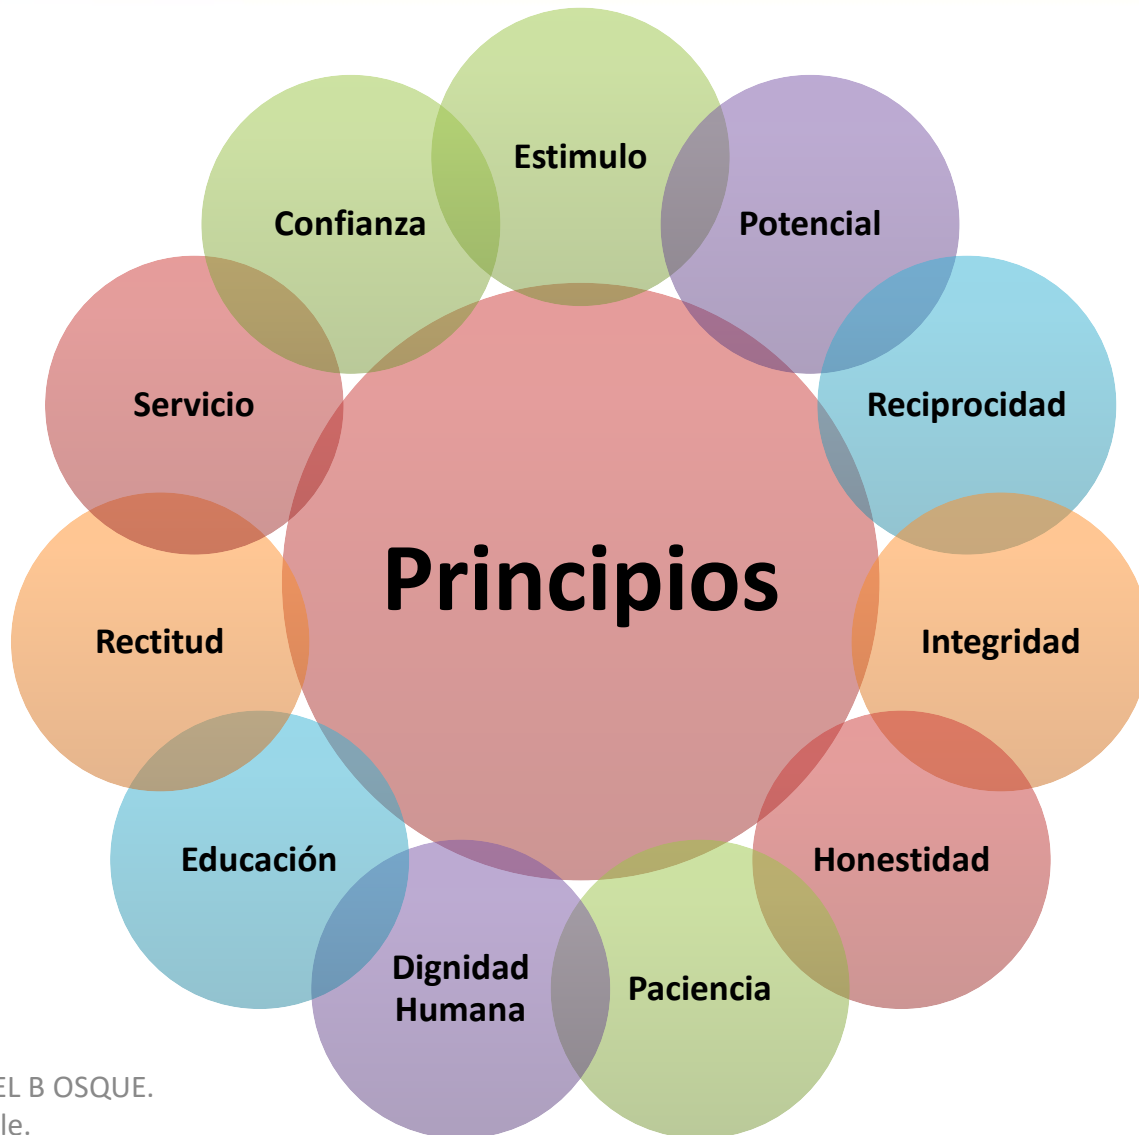 Estimulo
Confianza
Potencial
Servicio
Reciprocidad
Principios
Rectitud
Integridad
Educación
Honestidad
Dignidad
Humana
Paciencia
EL B OSQUE.
le.